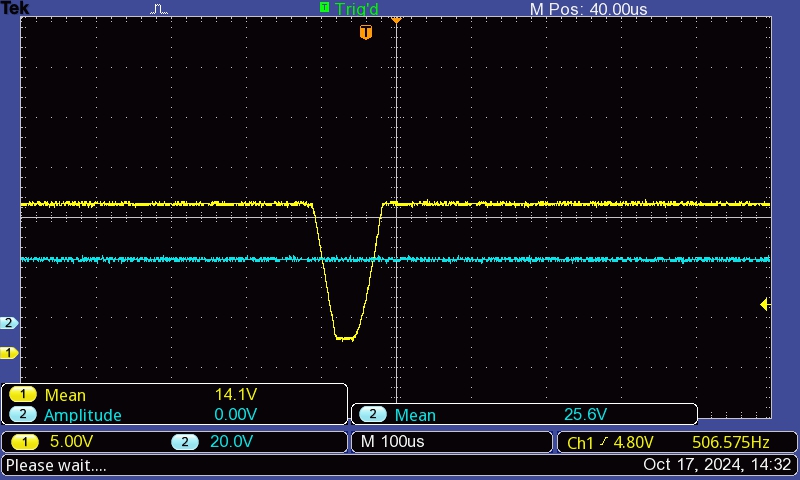 Tek T Trig'd M Pos: 40.00us
T
2
1
1 Mean 14.1V
2 Amplitude 0.00V 2 Mean 25.6V
1 5.00V 2 20.0V M 100us Ch1 4.80V 506.575Hz
Please wait.... Oct 17, 2024, 14:32